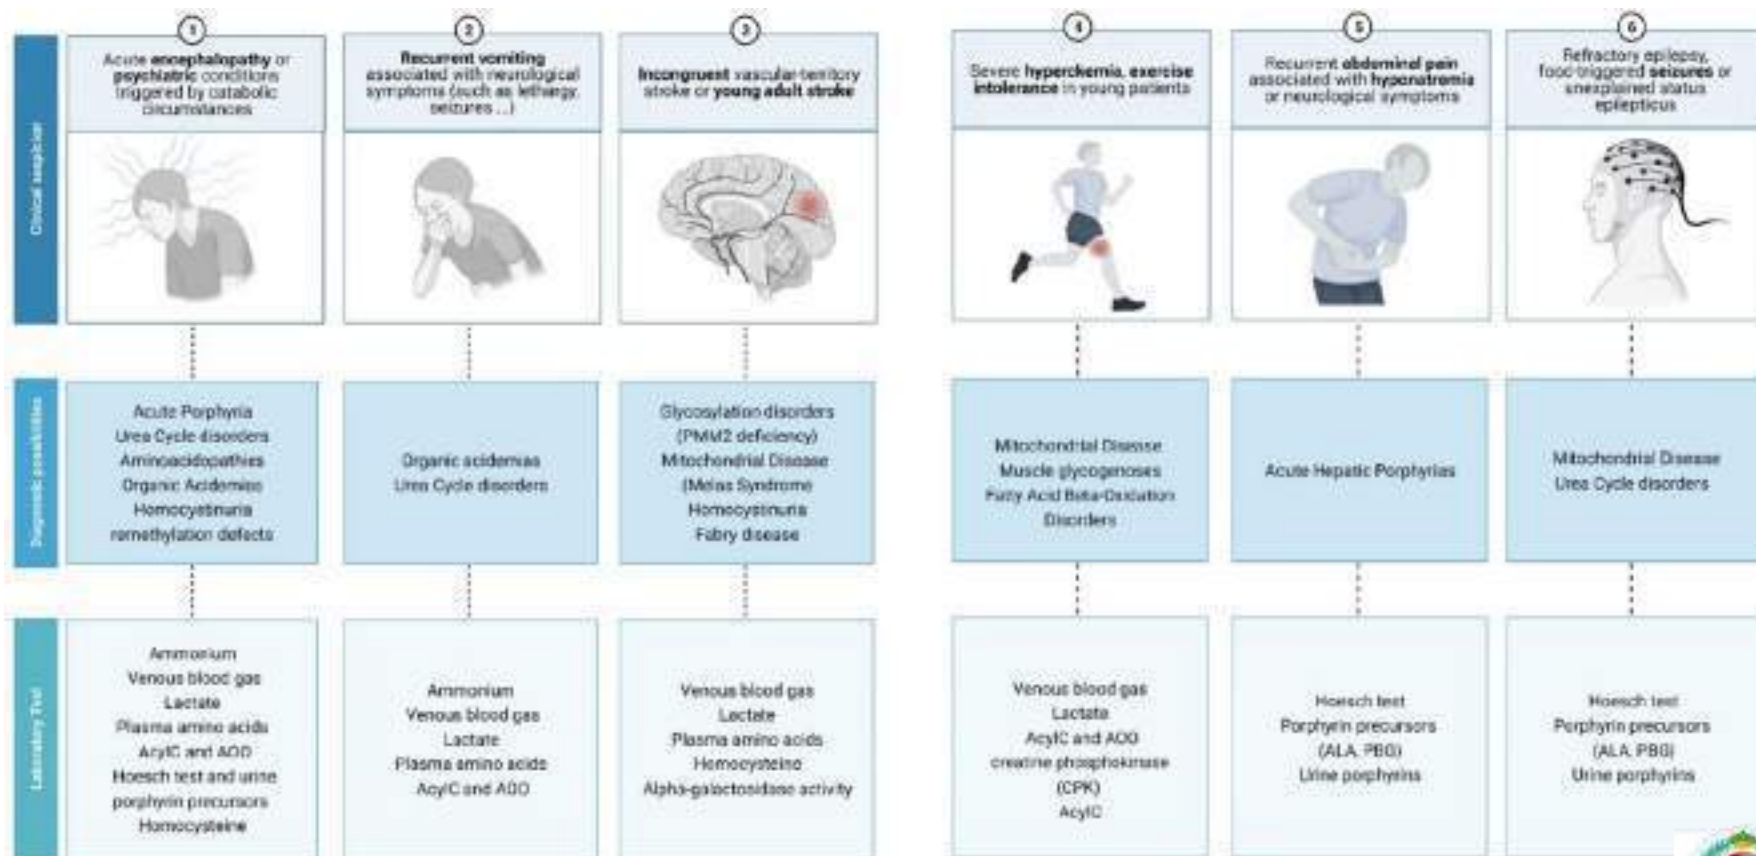 1
Acute encephalopathy or
psychiatric conditions
triggered by catabolic
circumstances
2
Recurrent vomiting
associated with neurological
symptoms (such as lethargy,
seizures ...)
3
Incongruent vascular-territory
stroke or young adult stroke
4
Severe hyperckemia, exercise
intolerance in young patients
5
Recurrent abdominal pain
associated with hyponatremia
or neurological symptoms
6
Refractory epilepsy,
food-triggered seizures or
unexplained status
epilepticus
Clinical suspicion
Diagnostic possibilities
Acute Porphyria
Urea Cycle disorders
Aminoacidopathies
Organic Acidemias
Homocystinuria
remethylation defects
Organic acidemias
Urea Cycle disorders
Glycosylation disorders
(PMM2 deficiency)
Mitochondrial Disease
(Melas Syndrome
Homocystinuria
Fabry disease
Mitochondrial Disease
Muscle glycogenoses
Fatty Acid Beta-Oxidation
Disorders
Acute Hepatic Porphyrias
Mitochondrial Disease
Urea Cycle disorders
Laboratory Test
Ammonium
Venous blood gas
Lactate
Plasma amino acids
AcylC and AOO
Hoesch test and urine
porphyrin precursors
Homocysteine
Ammonium
Venous blood gas
Lactate
Plasma amino acids
AcylC and AOO
Venous blood gas
Lactate
Plasma amino acids
Homocysteine
Alpha-galactosidase activity
Venous blood gas
Lactate
AcylC and AOO
creatine phosphokinase
(CPK)
AcylC
Hoesch test
Porphyrin precursors
(ALA, PBG)
Urine porphyrins
Hoesch test
Porphyrin precursors
(ALA, PBG)
Urine porphyrins